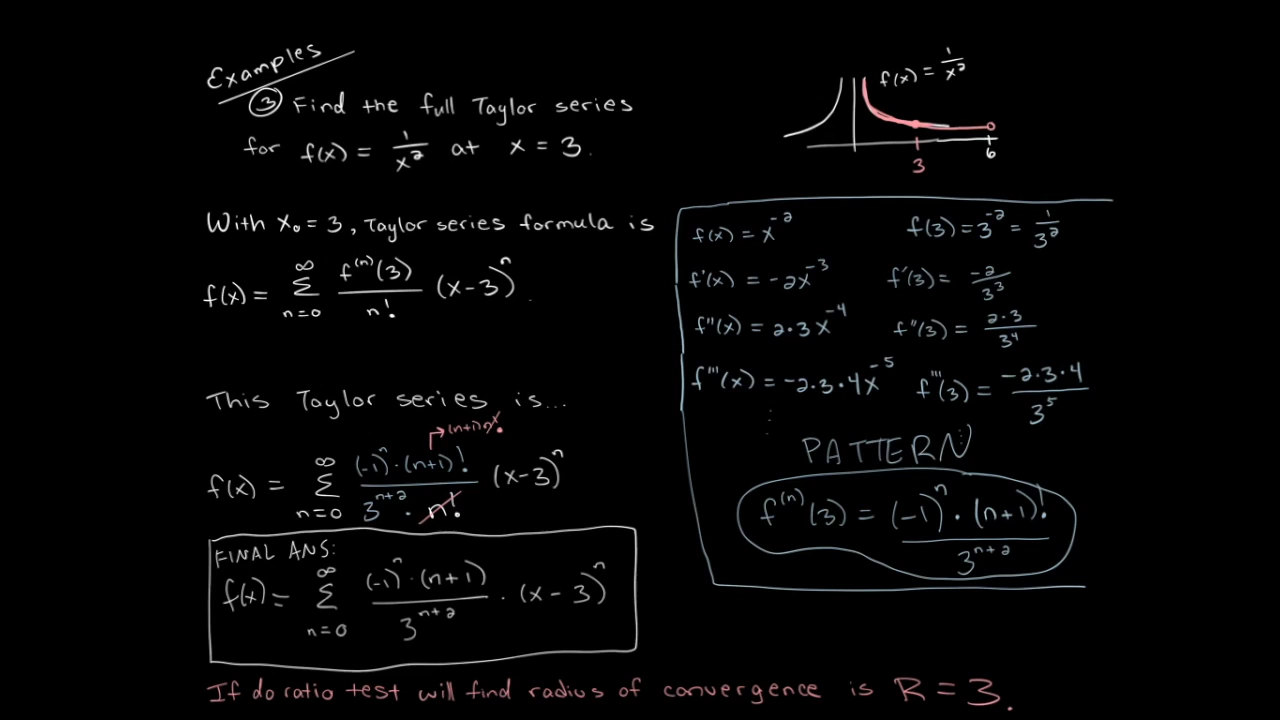 Examples
③ Find the full Taylor series
for f(x) = 1/x² at x = 3.
With x₀ = 3, Taylor series formula is
f(x) = ∑_{n=0}^{∞} f⁽ⁿ⁾(3)/n! (x-3)ⁿ
This Taylor series is...
→(n+1)n!
f(x) = ∑_{n=0}^{∞} (-1)ⁿ·(n+1)!/(3ⁿ⁺² · n!) (x-3)ⁿ
FINAL ANS:
f(x) = ∑_{n=0}^{∞} (-1)ⁿ·(n+1)/3ⁿ⁺² · (x-3)ⁿ
f(x) = 1/x²
3
6
f(x) = x⁻² f(3) = 3⁻² = 1/3²
f'(x) = -2x⁻³ f'(3) = -2/3³
f''(x) = 2·3x⁻⁴ f''(3) = 2·3/3⁴
f'''(x) = -2·3·4x⁻⁵ f'''(3) = -2·3·4/3⁵
PATTERN
f⁽ⁿ⁾(3) = (-1)ⁿ·(n+1)!/3ⁿ⁺²
If do ratio test will find radius of convergence is R = 3.